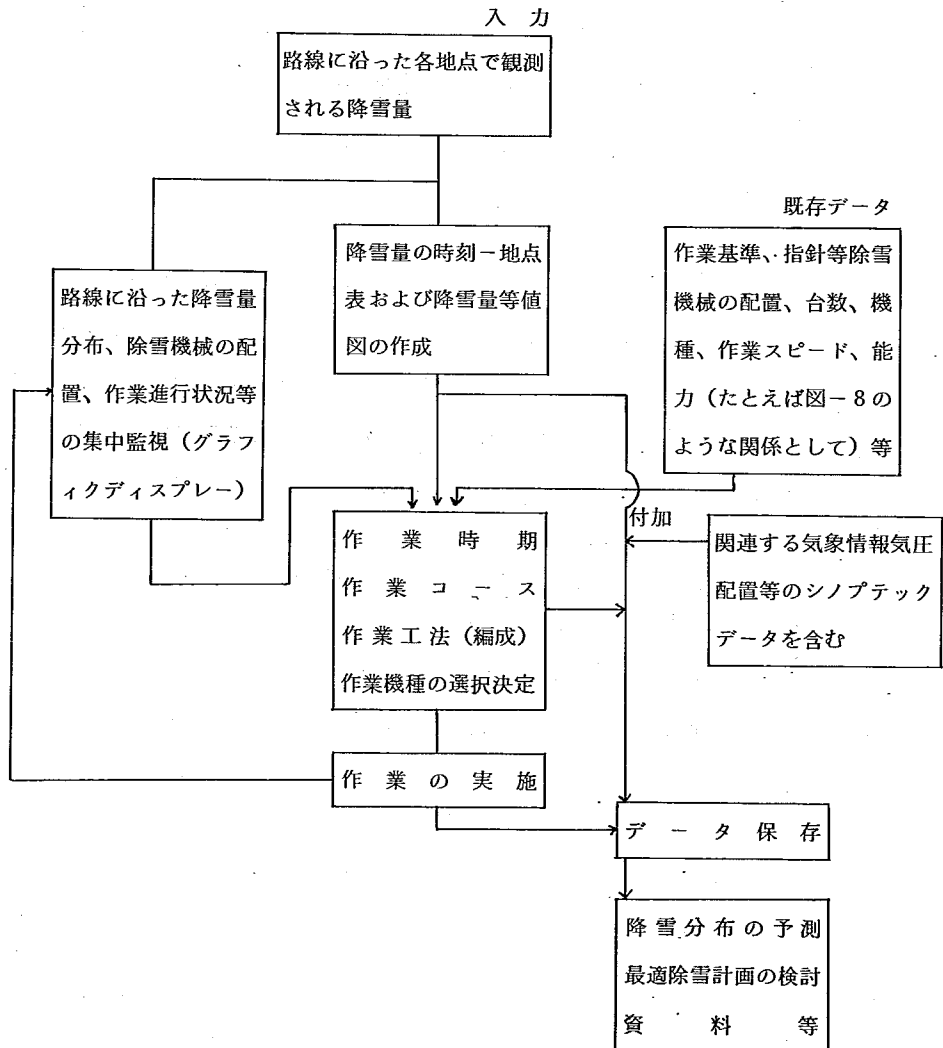 入力
路線に沿った各地点で観測
される降雪量
既存データ
降雪量の時刻－地点
表および降雪量等値
図の作成
作業基準、指針等除雪
機械の配置、台数、機
種、作業スピード、能
力（たとえば図－8の
ような関係として）等
路線に沿った降雪量
分布、除雪機械の配
置、作業進行状況等
の集中監視（グラフ
ィクディスプレー）
付加
関連する気象情報気圧
配置等のシノプテック
データを含む
作業時期
作業コース
作業工法（編成）
作業機種の選択決定
作業の実施
データ保存
降雪分布の予測
最適除雪計画の検討
資料等